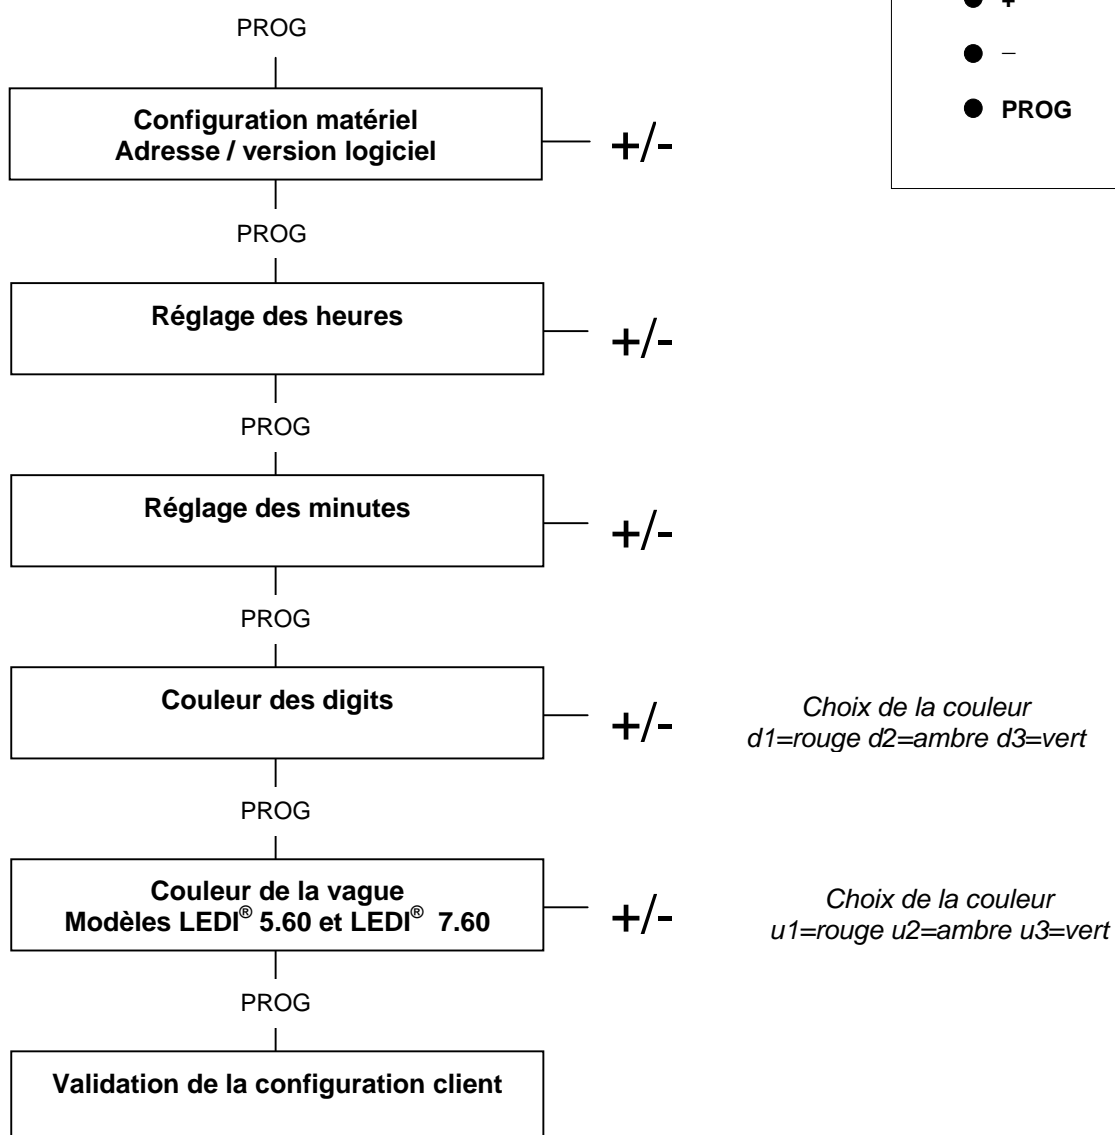 PROG
+
–
PROG
Configuration matériel
Adresse / version logiciel
+/-
PROG
Réglage des heures
+/-
PROG
Réglage des minutes
+/-
PROG
Couleur des digits
+/-
Choix de la couleur
d1=rouge d2=ambre d3=vert
PROG
Couleur de la vague
Modèles LEDI® 5.60 et LEDI® 7.60
+/-
Choix de la couleur
u1=rouge u2=ambre u3=vert
PROG
Validation de la configuration client